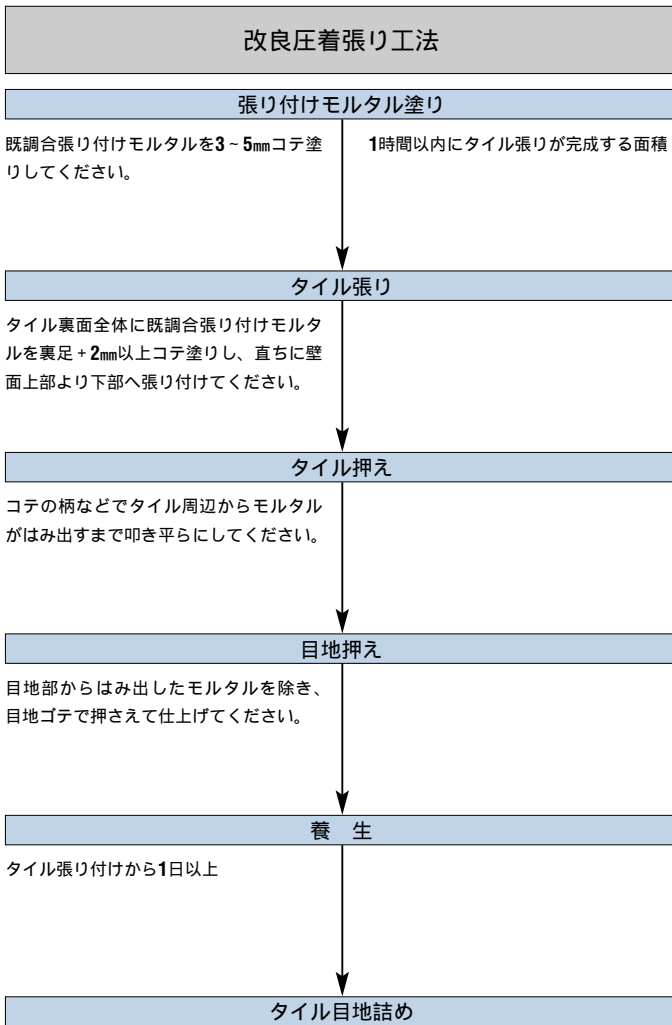 改良圧着張り工法
張り付けモルタル塗り
既調合張り付けモルタルを3~5㎜コテ塗
りしてください。
1時間以内にタイル張りが完成する面積
タイル張り
タイル裏面全体に既調合張り付けモルタ
ルを裏足+2㎜以上コテ塗りし、直ちに壁
面上部より下部へ張り付けてください。
タイル押え
コテの柄などでタイル周辺からモルタル
がはみ出すまで叩き平らにしてください。
目地押え
目地部からはみ出したモルタルを除き、
目地ゴテで押さえて仕上げてください。
養　生
タイル張り付けから1日以上
タイル目地詰め